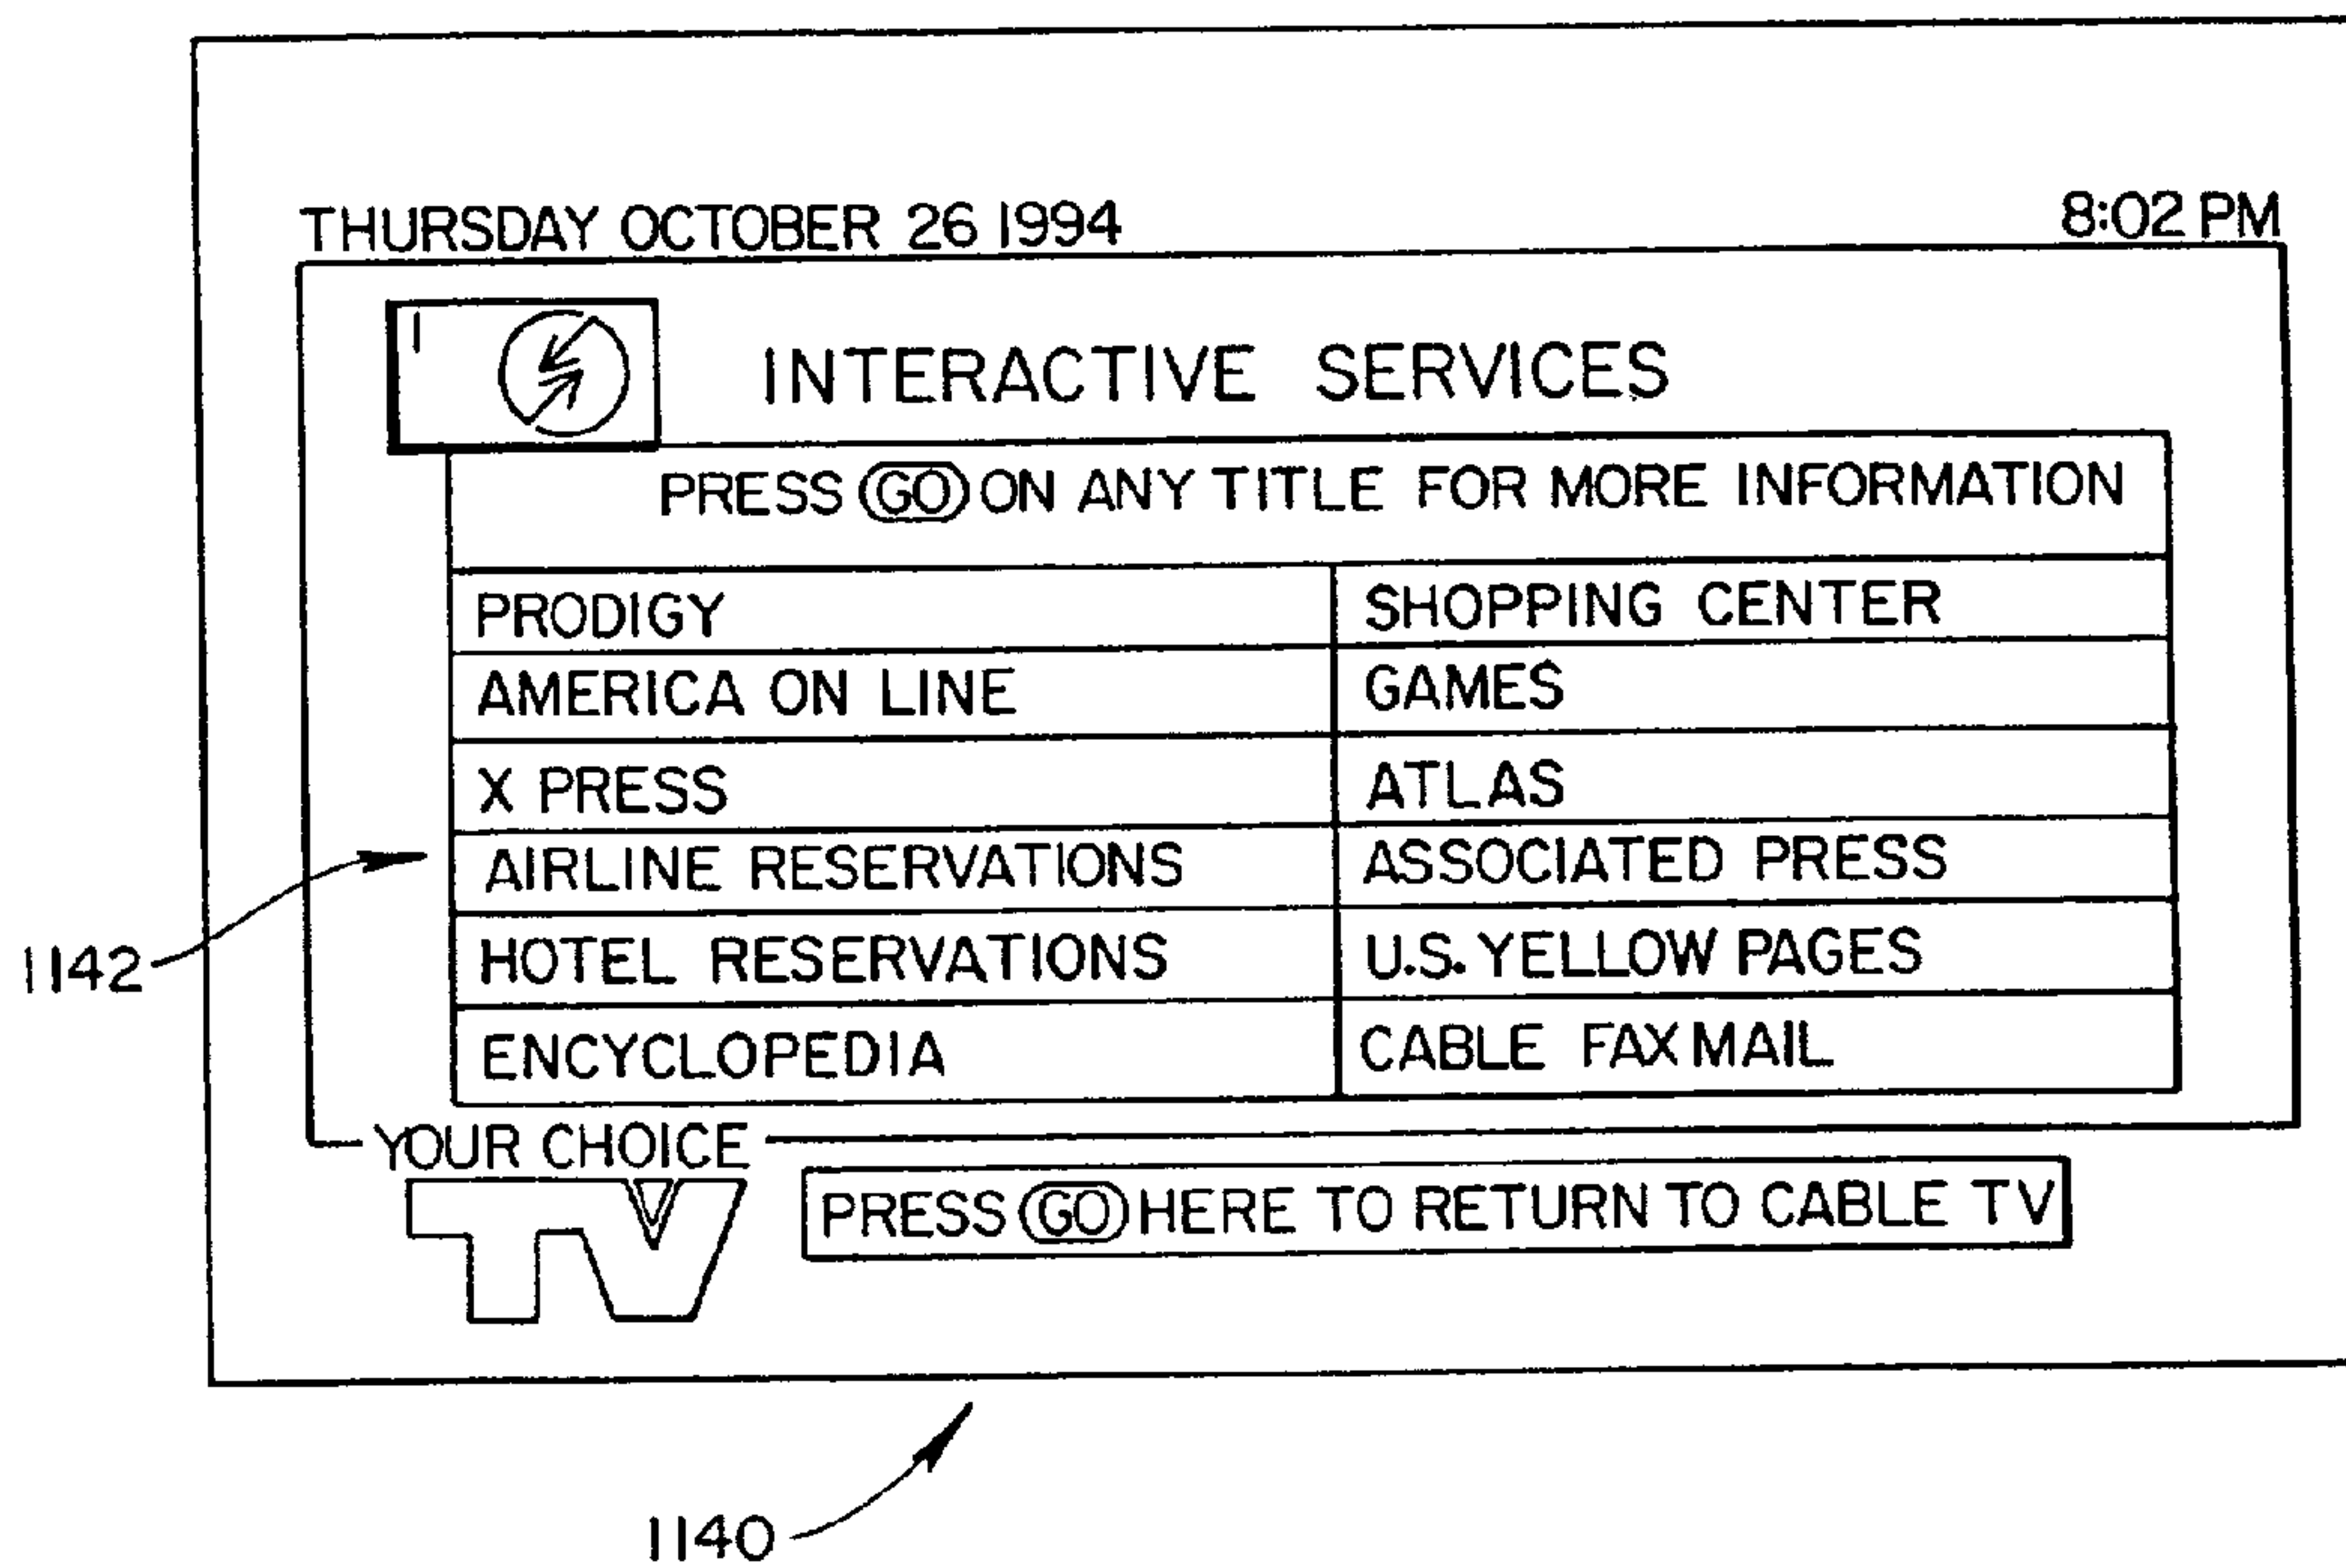 THURSDAY OCTOBER 26 1994 8:02 PM
INTERACTIVE SERVICES
PRESS GO ON ANY TITLE FOR MORE INFORMATION
PRODIGY SHOPPING CENTER
AMERICA ON LINE GAMES
X PRESS ATLAS
AIRLINE RESERVATIONS ASSOCIATED PRESS
1142
HOTEL RESERVATIONS U.S. YELLOW PAGES
ENCYCLOPEDIA CABLE FAX MAIL
YOUR CHOICE
TV
PRESS GO HERE TO RETURN TO CABLE TV
1140